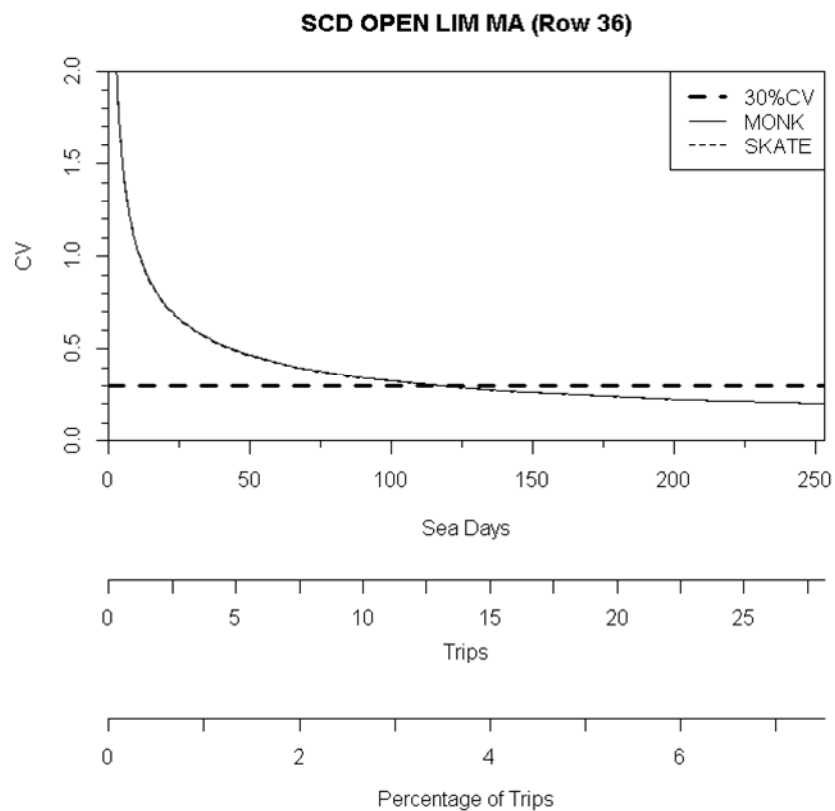 SCD OPEN LIM MA (Row 36)
2.0
1.5
1.0
0.5
0.0
CV
30%CV
MONK
SKATE
0 50 100 150 200 250
Sea Days
0 5 10 15 20 25
Trips
0 2 4 6
Percentage of Trips